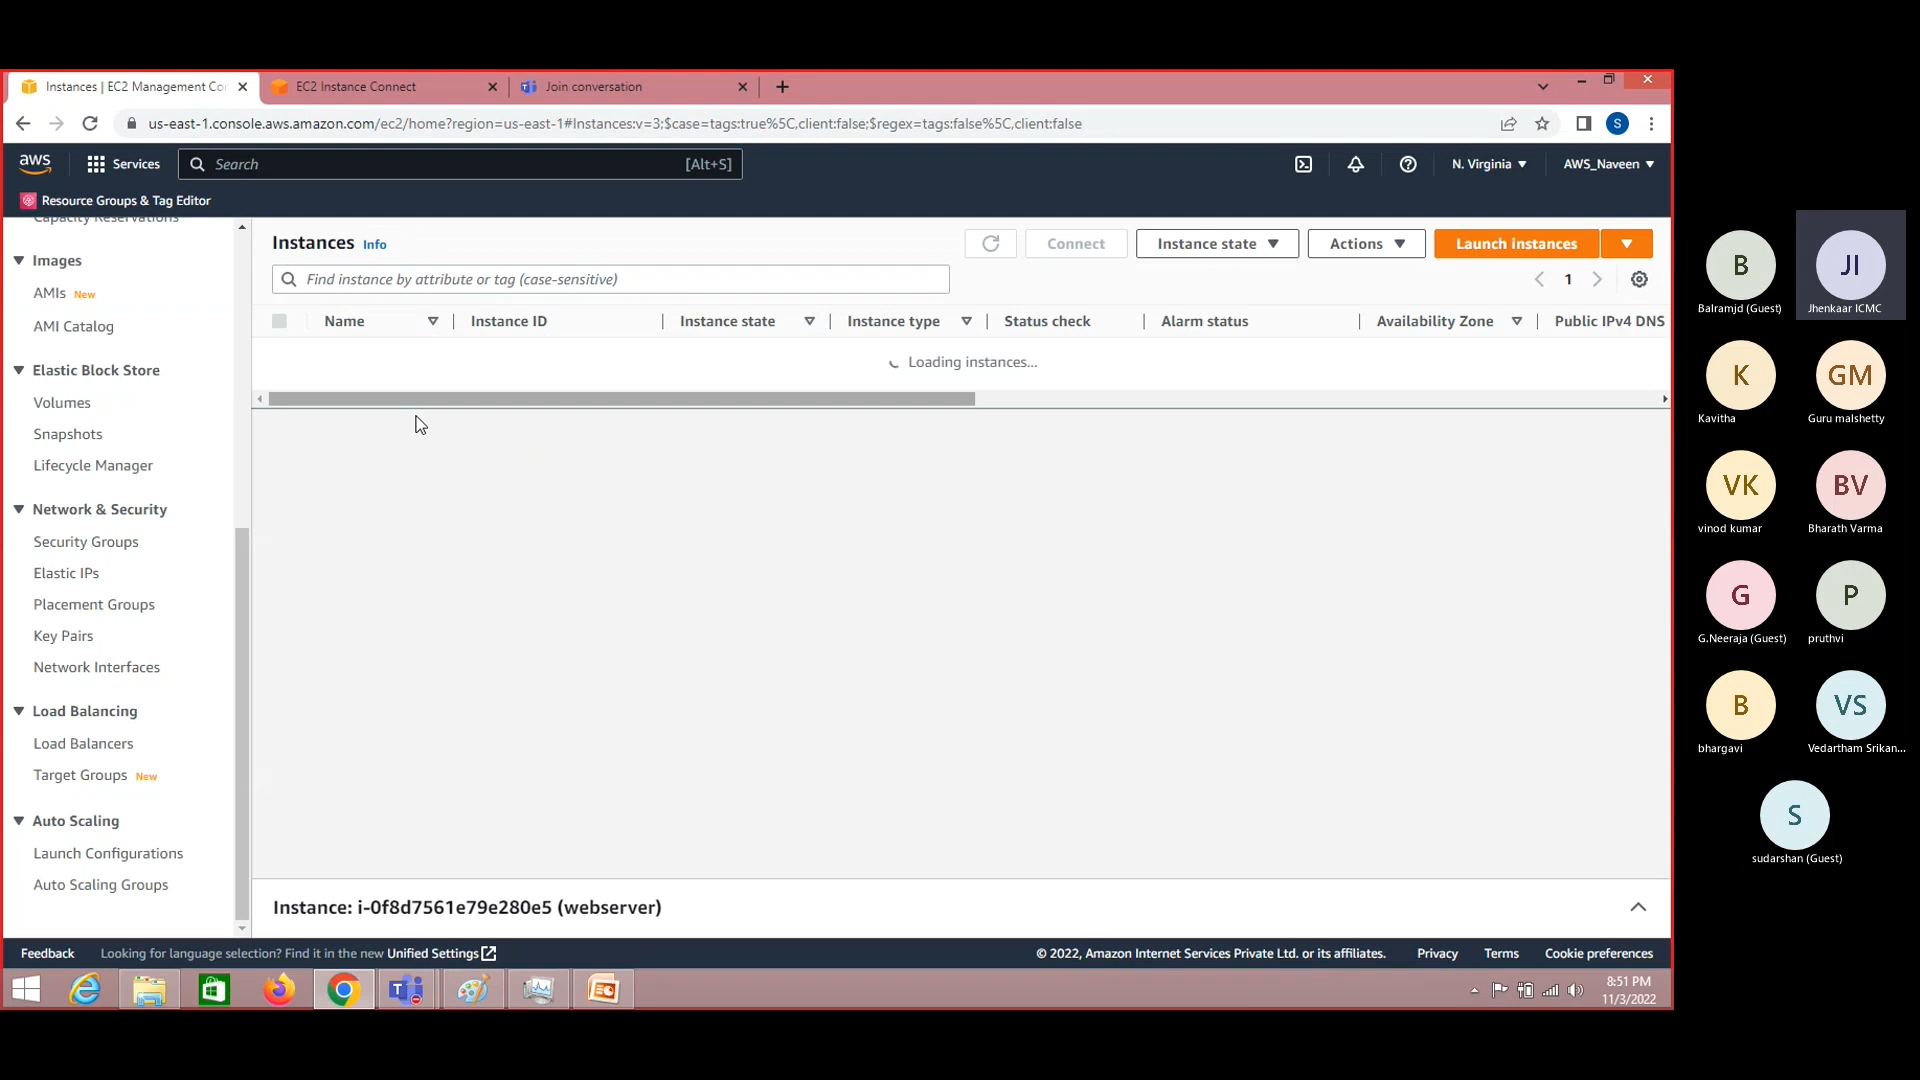 Instances | EC2 Management Co
EC2 Instance Connect
Join conversation
us-east-1.console.aws.amazon.com/ec2/home?region=us-east-1#Instances:v=3;$case=tags:true%5C,client:false;$regex=tags:false%5C,client:false
S
aws
Services
Search
[Alt+S]
N. Virginia
AWS_Naveen
Resource Groups & Tag Editor
Capacity Reservations
Images
AMIs New
AMI Catalog
Elastic Block Store
Volumes
Snapshots
Lifecycle Manager
Network & Security
Security Groups
Elastic IPs
Placement Groups
Key Pairs
Network Interfaces
Load Balancing
Load Balancers
Target Groups New
Auto Scaling
Launch Configurations
Auto Scaling Groups
Instances Info
Connect
Instance state
Actions
Launch instances
Find instance by attribute or tag (case-sensitive)
1
Name
Instance ID
Instance state
Instance type
Status check
Alarm status
Availability Zone
Public IPv4 DNS
Loading instances...
Instance: i-0f8d7561e79e280e5 (webserver)
Feedback
Looking for language selection? Find it in the new Unified Settings
© 2022, Amazon Internet Services Private Ltd. or its affiliates.
Privacy
Terms
Cookie preferences
8:51 PM
11/3/2022
B
Balramjd (Guest)
JI
Jhenkaar ICMC
K
Kavitha
GM
Guru malshetty
VK
vinod kumar
BV
Bharath Varma
G
G.Neeraja (Guest)
P
pruthvi
B
bhargavi
VS
Vedartham Srikan...
S
sudarshan (Guest)